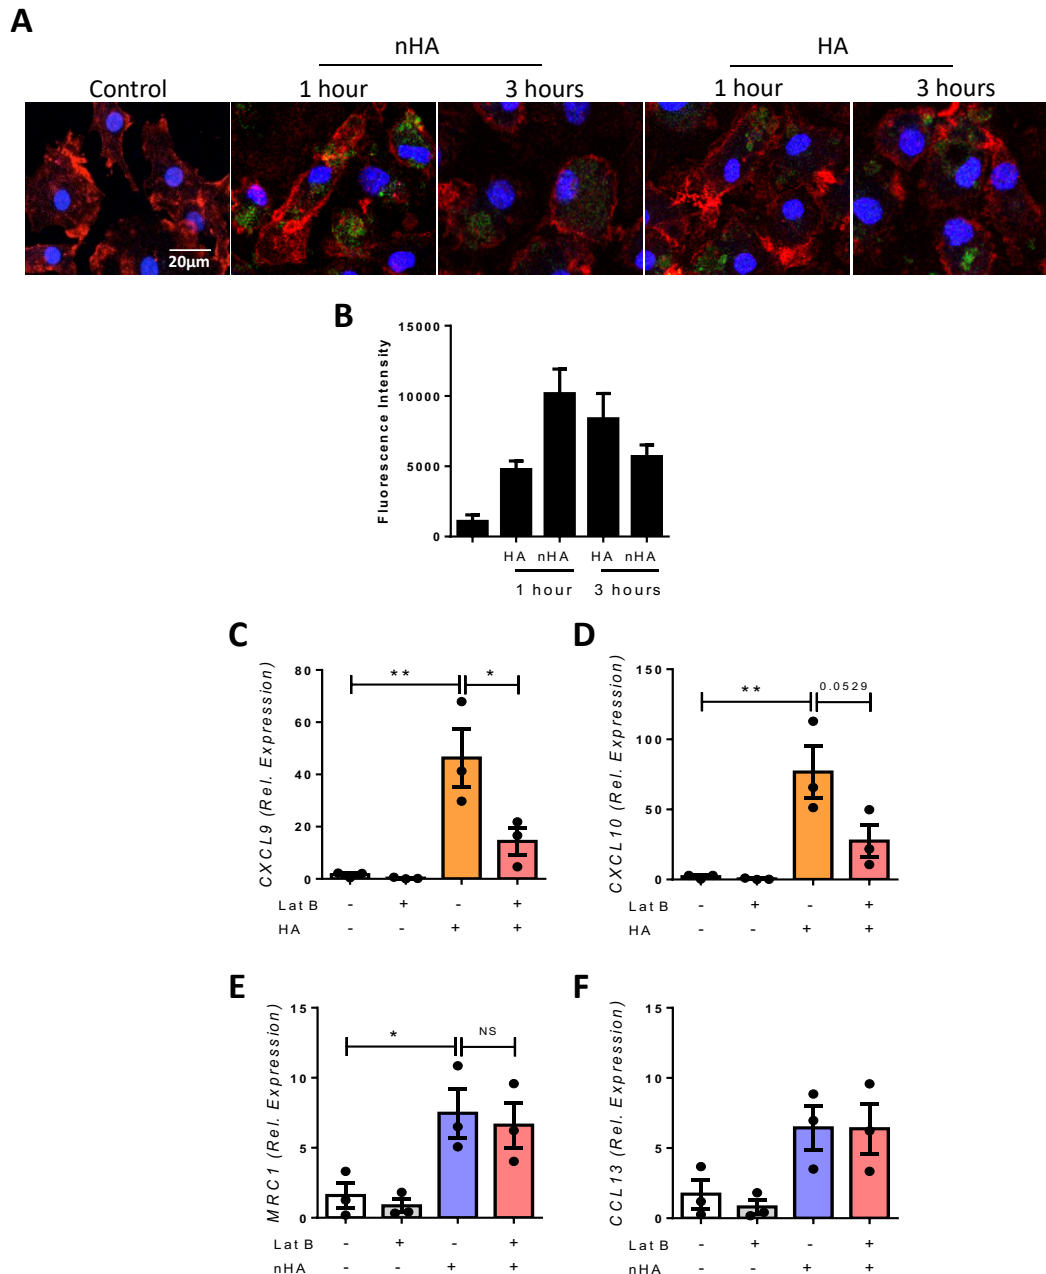 A
nHA HA
Control 1 hour 3 hours 1 hour 3 hours
20µm
B
Fluorescence Intensity
15000
10000
5000
0
HA nHA HA nHA
1 hour 3 hours
C
CXCL9 (Rel. Expression)
80
60
40
20
0
** *
Lat B - + - +
HA - - + +
D
CXCL10 (Rel. Expression)
150
100
50
0
** 0.0529
Lat B - + - +
HA - - + +
E
MRC1 (Rel. Expression)
15
10
5
0
* NS
Lat B - + - +
nHA - - + +
F
CCL13 (Rel. Expression)
15
10
5
0
Lat B - + - +
nHA - - + +